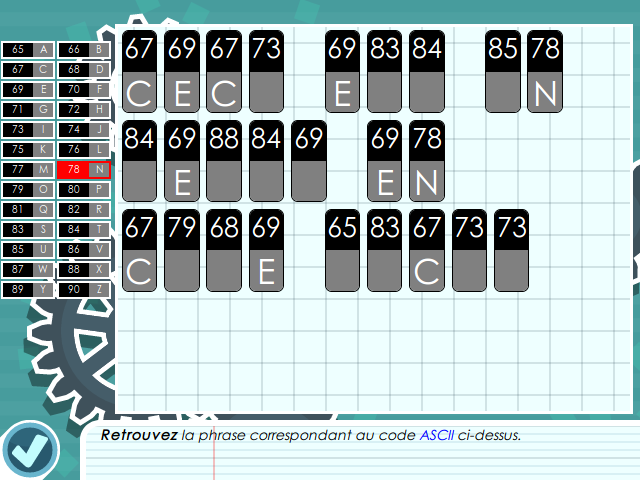 65 A 66 B
67 C 68 D
69 E 70 F
71 G 72 H
73 I 74 J
75 K 76 L
77 M 78 N
79 O 80 P
81 Q 82 R
83 S 84 T
85 U 86 V
87 W 88 X
89 Y 90 Z
67 69 67 73 69 83 84 85 78
C E C E N
84 69 88 84 69 69 78
E E N
67 79 68 69 65 83 67 73 73
C E C
Retrouvez la phrase correspondant au code ASCII ci-dessus.